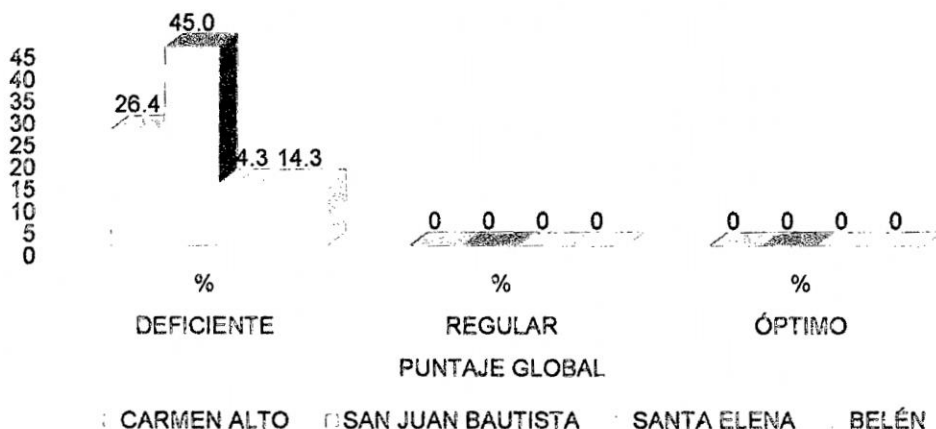 45.0
26.4
4.3 14.3
45
40
35
30
25
20
15
10
5
0
0 0 0 0
0 0 0 0
% % %
DEFICIENTE REGULAR ÓPTIMO
PUNTAJE GLOBAL
CARMEN ALTO SAN JUAN BAUTISTA SANTA ELENA BELÉN